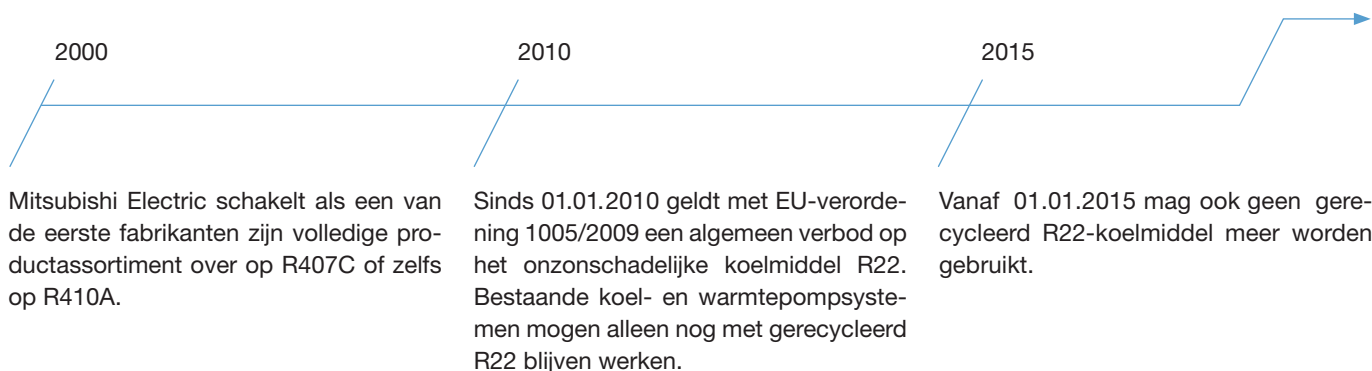 2000
Mitsubishi Electric schakelt als een van
de eerste fabrikanten zijn volledige pro-
ductassortiment over op R407C of zelfs
op R410A.
2010
Sinds 01.01.2010 geldt met EU-verorde-
ning 1005/2009 een algemeen verbod op
het onzonschadelijke koelmiddel R22.
Bestaande koel- en warmtepompsyste-
men mogen alleen nog met gerecycleerd
R22 blijven werken.
2015
Vanaf 01.01.2015 mag ook geen gere-
cycleerd R22-koelmiddel meer worden
gebruikt.